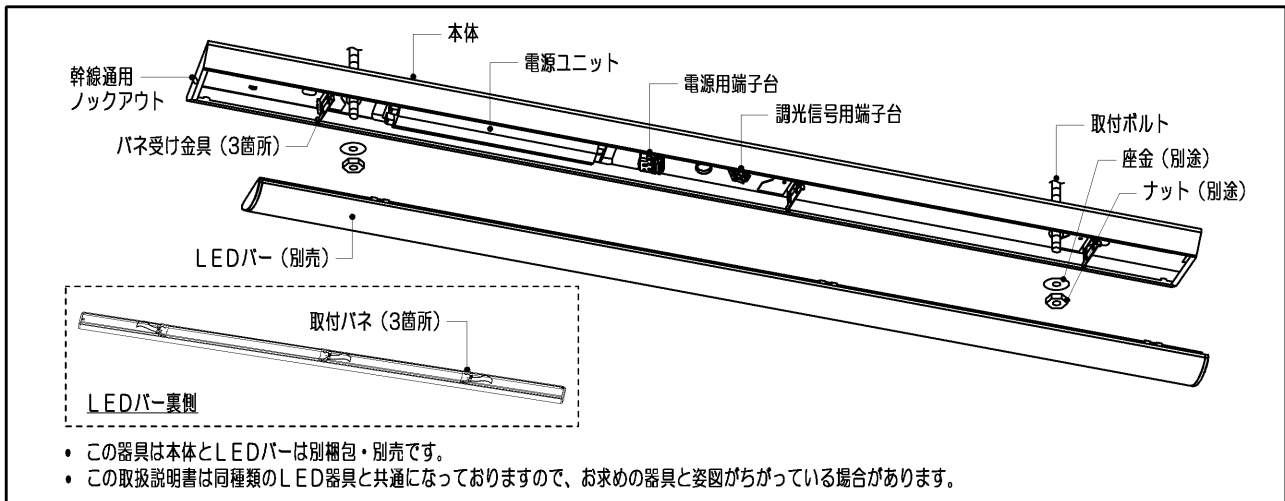 本体
幹線通用
ノックアウト
電源ユニット
電源用端子台
調光信号用端子台
取付ボルト
バネ受け金具（3箇所）
座金（別途）
ナット（別途）
LEDバー（別売）
取付バネ（3箇所）
LEDバー裏側
• この器具は本体とLEDバーは別梱包・別売です。
• この取扱説明書は同種類のLED器具と共通になっておりますので、お求めの器具と姿図がちがっている場合があります。